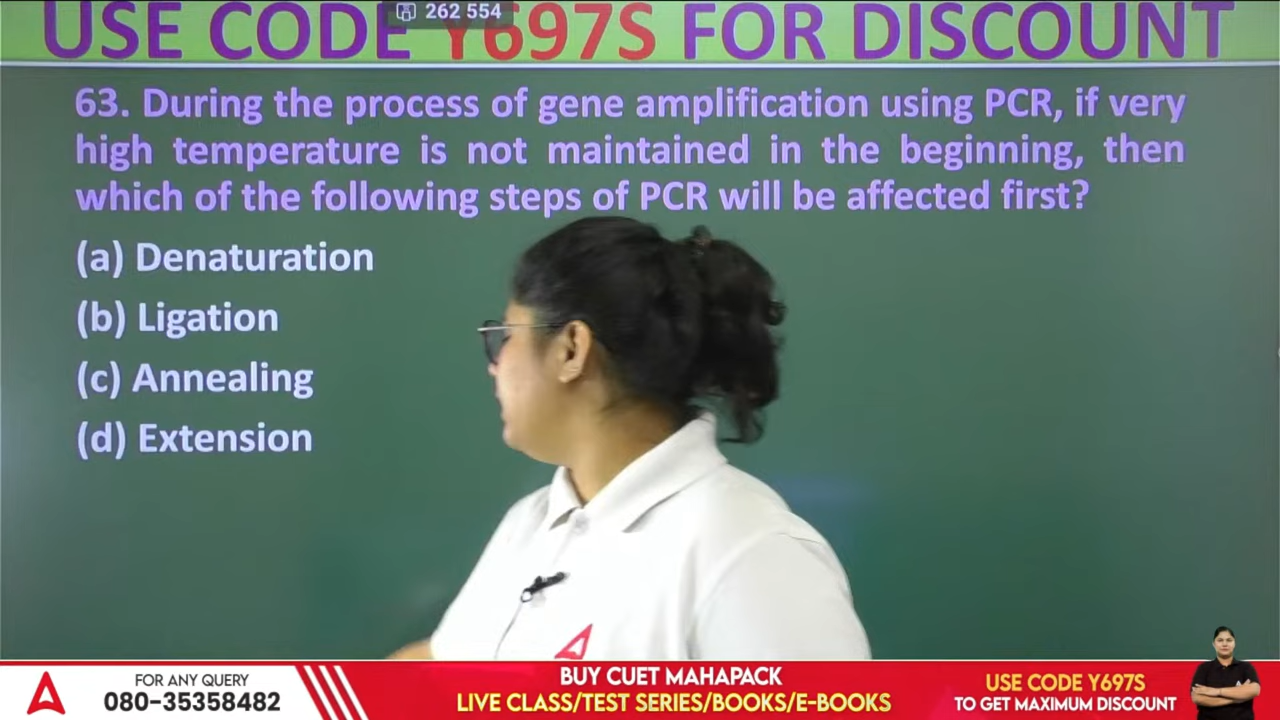 USE CODE Y697S FOR DISCOUNT
262 554
63. During the process of gene amplification using PCR, if very
high temperature is not maintained in the beginning, then
which of the following steps of PCR will be affected first?
(a) Denaturation
(b) Ligation
(c) Annealing
(d) Extension
FOR ANY QUERY
080-35358482
BUY CUET MAHAPACK
LIVE CLASS/TEST SERIES/BOOKS/E-BOOKS
USE CODE Y697S
TO GET MAXIMUM DISCOUNT